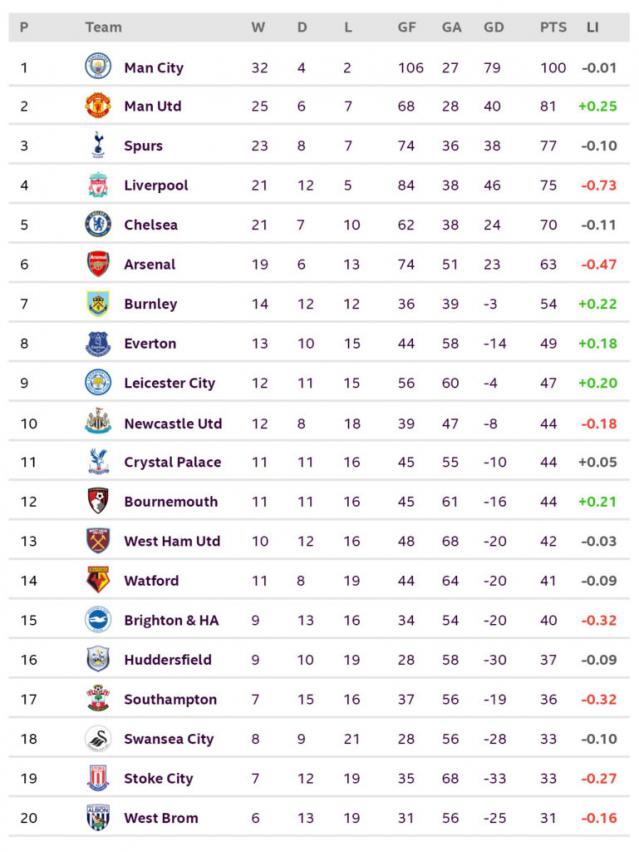 P Team W D L GF GA GD PTS LI
1 Man City 32 4 2 106 27 79 100 -0.01
2 Man Utd 25 6 7 68 28 40 81 +0.25
3 Spurs 23 8 7 74 36 38 77 -0.10
4 Liverpool 21 12 5 84 38 46 75 -0.73
5 Chelsea 21 7 10 62 38 24 70 -0.11
6 Arsenal 19 6 13 74 51 23 63 -0.47
7 Burnley 14 12 12 36 39 -3 54 +0.22
8 Everton 13 10 15 44 58 -14 49 +0.18
9 Leicester City 12 11 15 56 60 -4 47 +0.20
10 Newcastle Utd 12 8 18 39 47 -8 44 -0.18
11 Crystal Palace 11 11 16 45 55 -10 44 +0.05
12 Bournemouth 11 11 16 45 61 -16 44 +0.21
13 West Ham Utd 10 12 16 48 68 -20 42 -0.03
14 Watford 11 8 19 44 64 -20 41 -0.09
15 Brighton & HA 9 13 16 34 54 -20 40 -0.32
16 Huddersfield 9 10 19 28 58 -30 37 -0.09
17 Southampton 7 15 16 37 56 -19 36 -0.32
18 Swansea City 8 9 21 28 56 -28 33 -0.10
19 Stoke City 7 12 19 35 68 -33 33 -0.27
20 West Brom 6 13 19 31 56 -25 31 -0.16